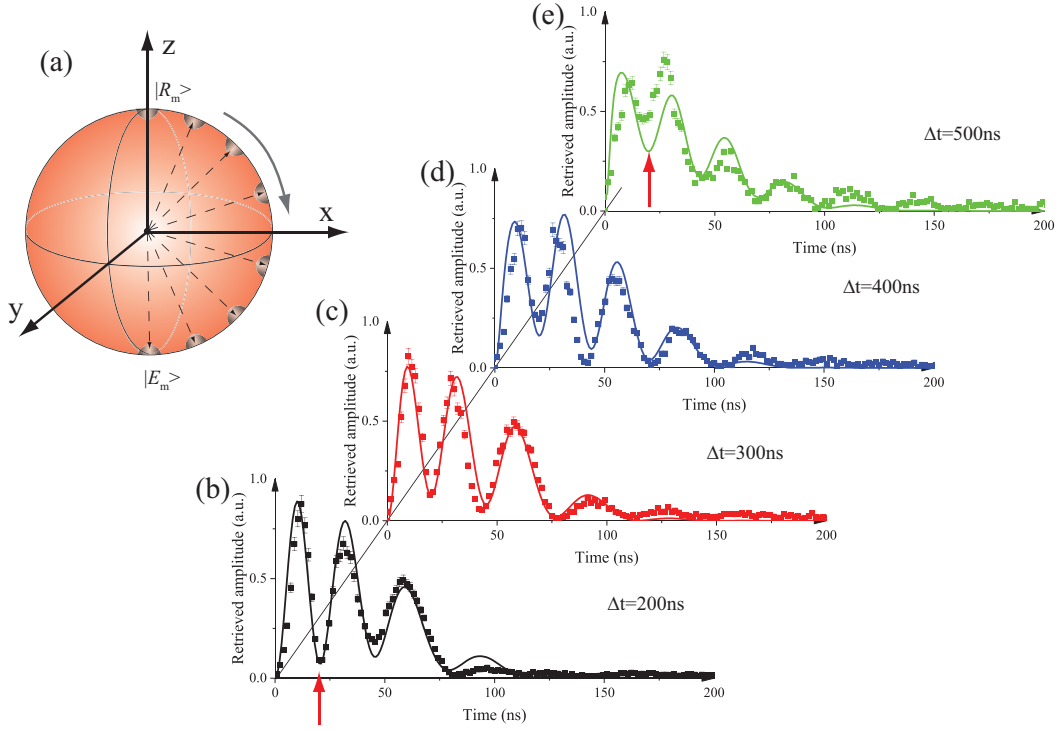 (a)
z
|Rm>
x
y
|Em>
(e)
Retrieved amplitude (a.u.)
1.0
0.5
0.0
0
50
100
150
200
Time (ns)
Δt=500ns
(d)
Retrieved amplitude (a.u.)
1.0
0.5
0.0
0
50
100
150
200
Time (ns)
Δt=400ns
(c)
Retrieved amplitude (a.u.)
1.0
0.5
0.0
0
50
100
150
200
Time (ns)
Δt=300ns
(b)
Retrieved amplitude (a.u.)
1.0
0.5
0.0
0
50
100
150
200
Time (ns)
Δt=200ns